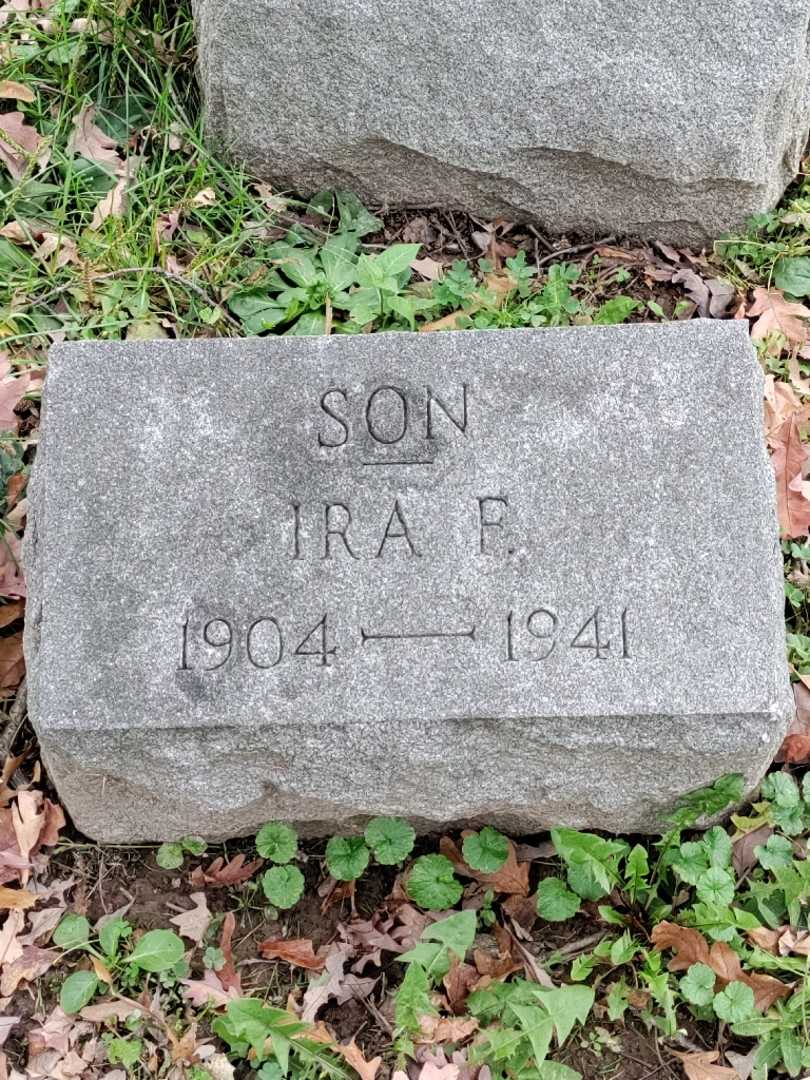 SON
IRA F.
1904 — 1941